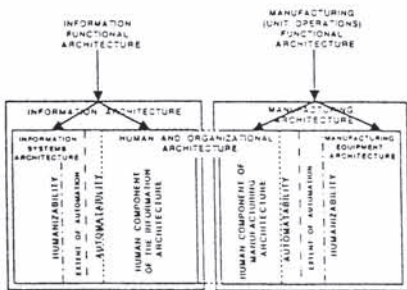 INFORMATION
FUNCTIONAL
ARCHITECTURE
MANUFACTURING
(UNIT OPERATIONS)
FUNCTIONAL
ARCHITECTURE
INFORMATION ARCHITECTURE
MANUFACTURING
ARCHITECTURE
INFORMATION
SYSTEMS
ARCHITECTURE
HUMAN AND ORGANIZATIONAL
ARCHITECTURE
MANUFACTURING
EQUIPMENT
ARCHITECTURE
HUMANIZABILITY
EXTENT OF AUTOMATION
AUTOMATABILITY
HUMAN COMPONENT
OF THE INFORMATION
ARCHITECTURE
HUMAN COMPONENT OF
MANUFACTURING
ARCHITECTURE
AUTOMATABILITY
EXTENT OF AUTOMATION
HUMANIZABILITY